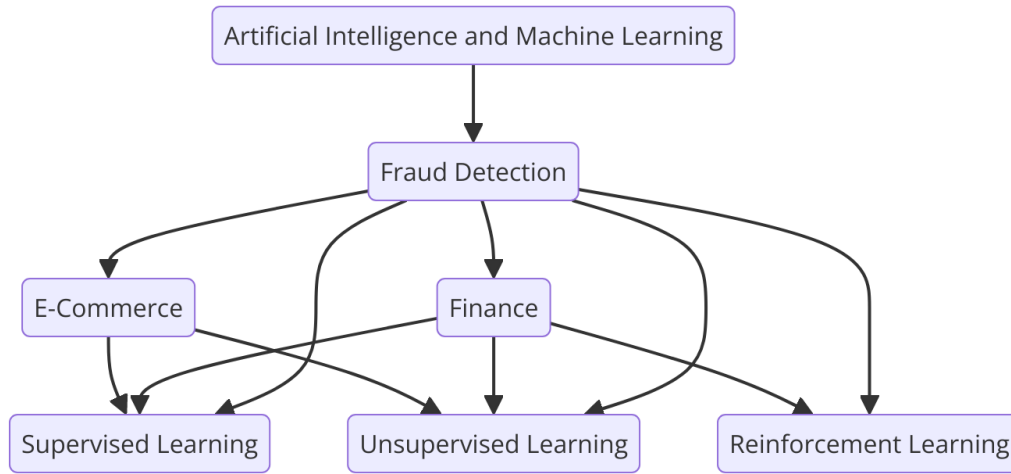 Artificial Intelligence and Machine Learning
Fraud Detection
E-Commerce
Finance
Supervised Learning
Unsupervised Learning
Reinforcement Learning